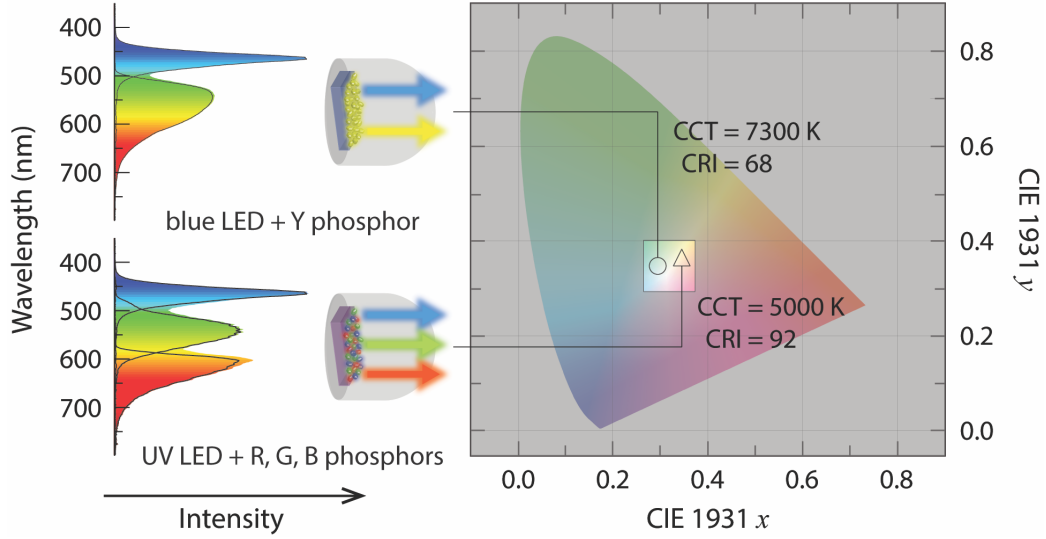 400
500
600
700
blue LED + Y phosphor
400
500
600
700
UV LED + R, G, B phosphors
Wavelength (nm)
Intensity
CCT = 7300 K
CRI = 68
CCT = 5000 K
CRI = 92
0.8
0.6
0.4
0.2
0.0
CIE 1931 y
0.0 0.2 0.4 0.6 0.8
CIE 1931 x